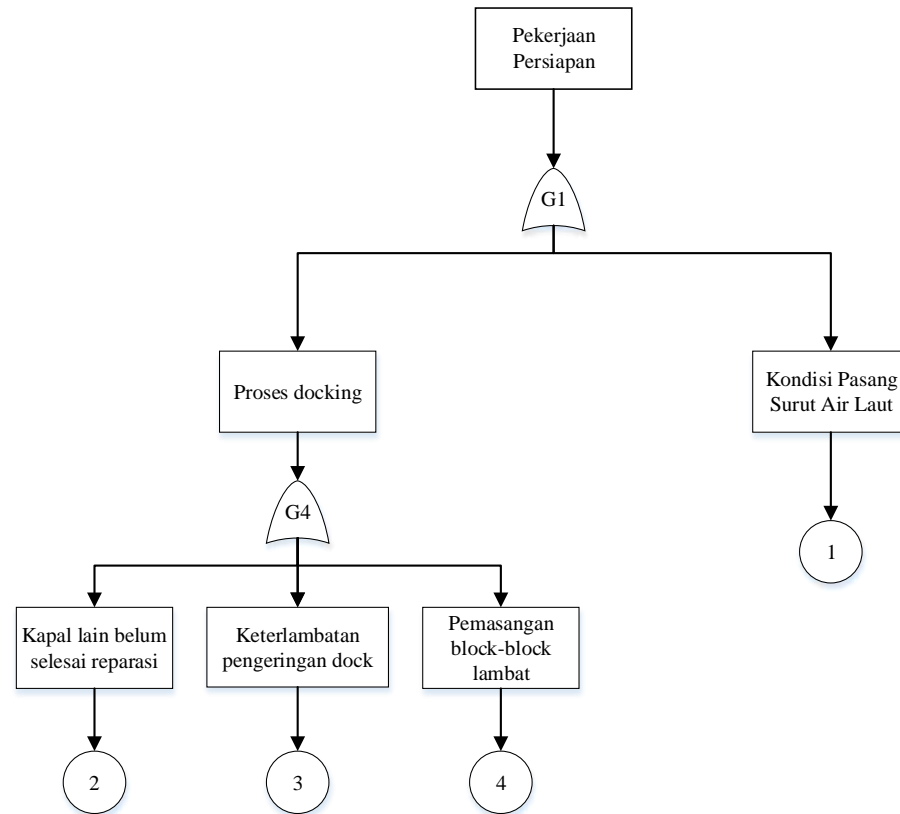 Pekerjaan
Persiapan
G1
Proses docking
Kondisi Pasang
Surut Air Laut
G4
1
Kapal lain belum
selesai reparasi
Keterlambatan
pengeringan dock
Pemasangan
block-block
lambat
2
3
4